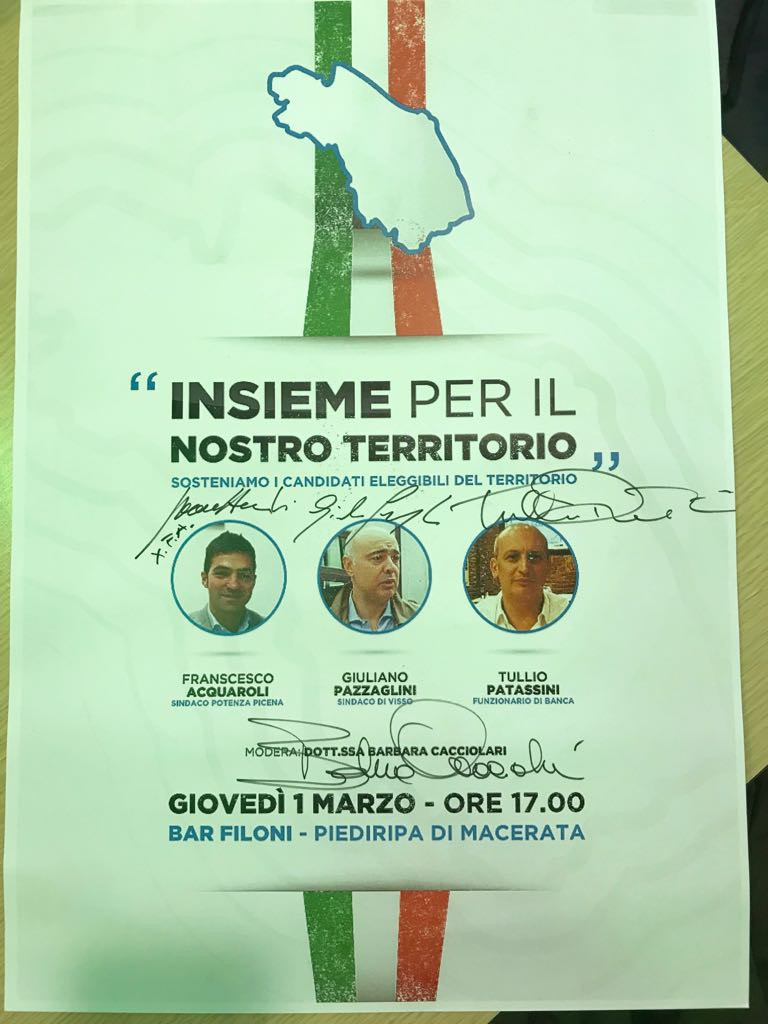 “ INSIEME PER IL
NOSTRO TERRITORIO ”
SOSTENIAMO I CANDIDATI ELEGGIBILI DEL TERRITORIO
FRANSCESCO
ACQUAROLI
SINDACO POTENZA PICENA
GIULIANO
PAZZAGLINI
SINDACO DI VISSO
TULLIO
PATASSINI
FUNZIONARIO DI BANCA
MODERA: DOTT.SSA BARBARA CACCIOLARI
GIOVEDÌ 1 MARZO - ORE 17.00
BAR FILONI - PIEDIRIPA DI MACERATA